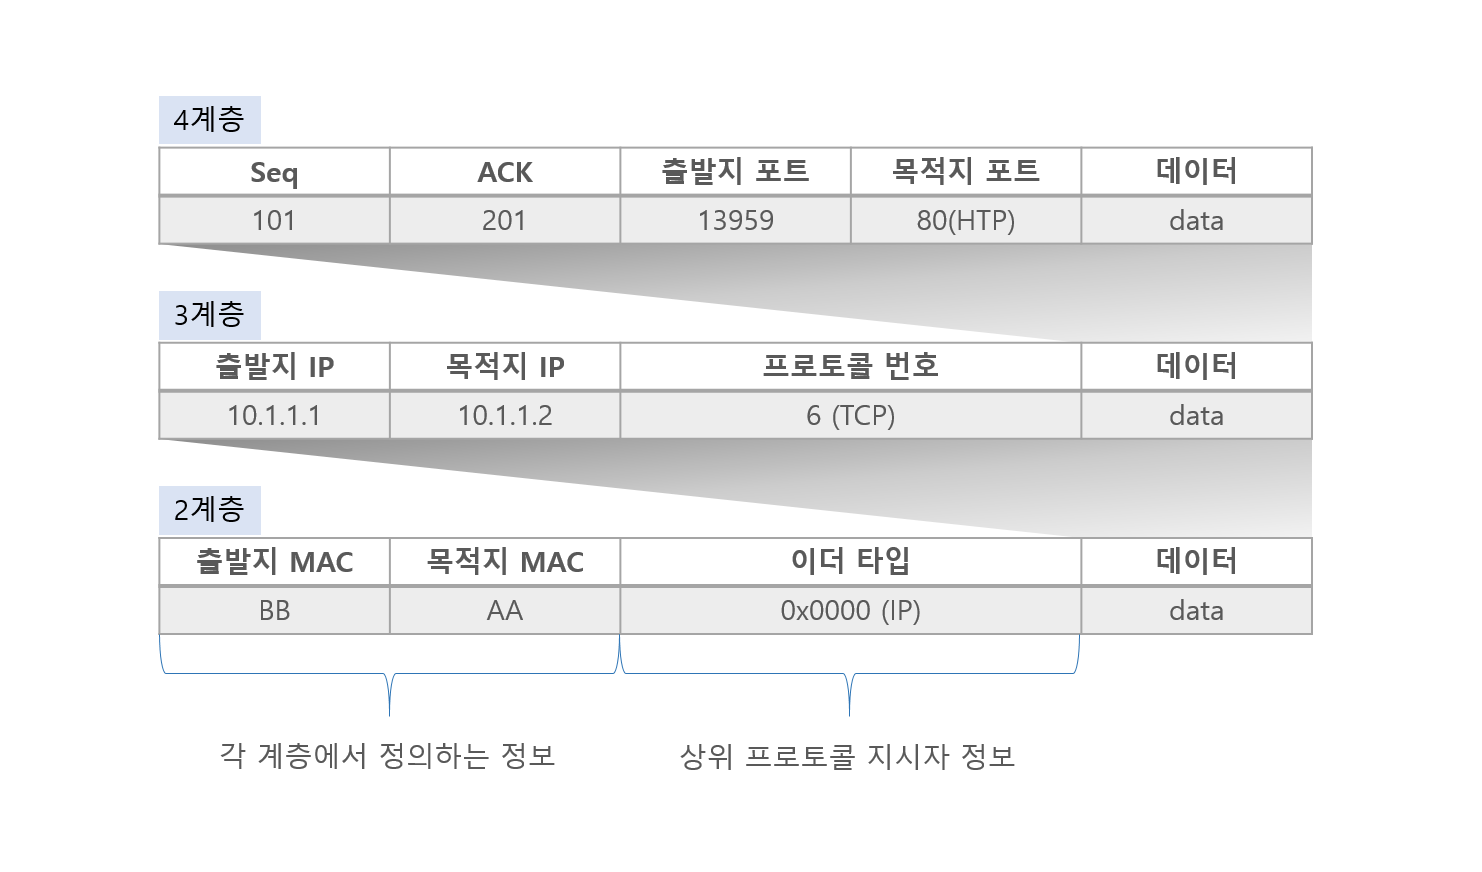 4계층
Seq ACK 출발지 포트 목적지 포트 데이터
101 201 13959 80(HTP) data
3계층
출발지 IP 목적지 IP 프로토콜 번호 데이터
10.1.1.1 10.1.1.2 6 (TCP) data
2계층
출발지 MAC 목적지 MAC 이더 타입 데이터
BB AA 0x0000 (IP) data
각 계층에서 정의하는 정보 상위 프로토콜 지시자 정보